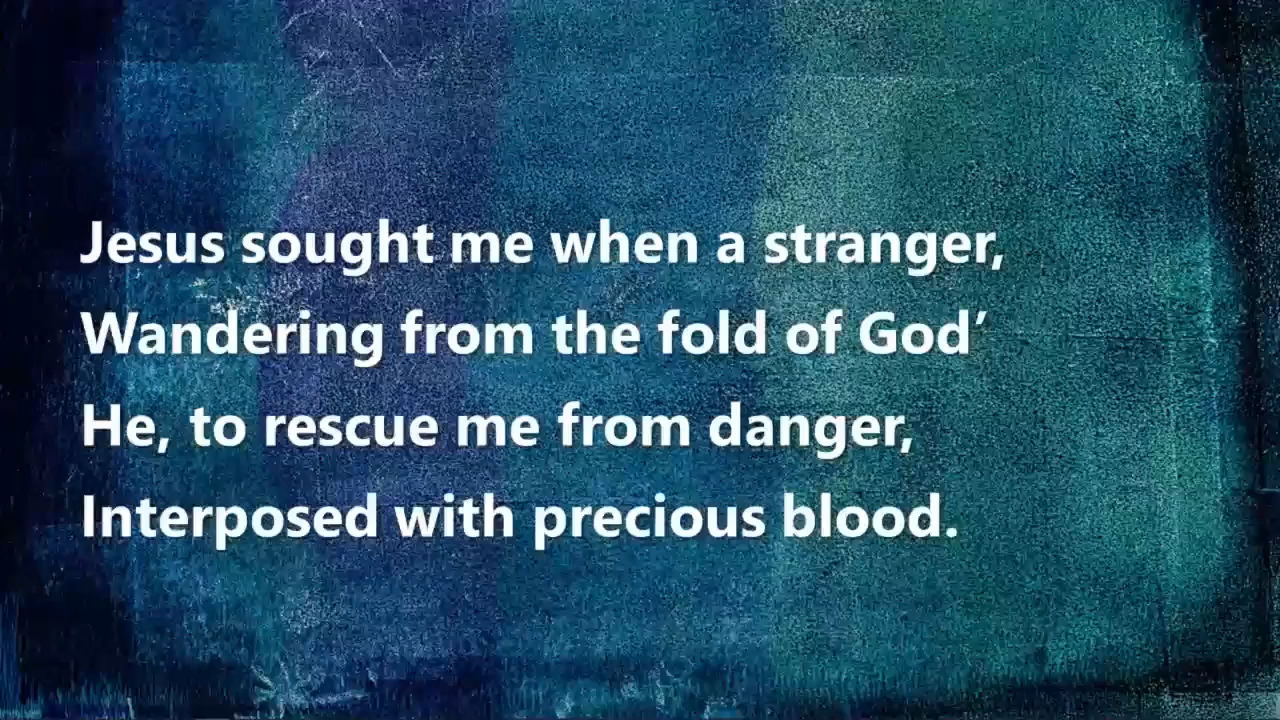 Jesus sought me when a stranger,
Wandering from the fold of God’
He, to rescue me from danger,
Interposed with precious blood.